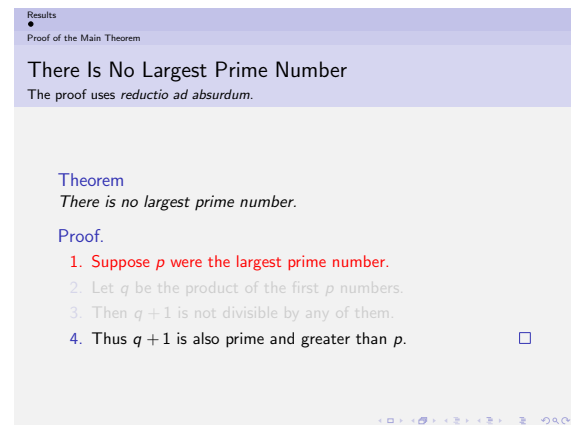 Results
Proof of the Main Theorem
There Is No Largest Prime Number
The proof uses reductio ad absurdum.
Theorem
There is no largest prime number.
Proof.
1. Suppose p were the largest prime number.
2. Let q be the product of the first p numbers.
3. Then q + 1 is not divisible by any of them.
4. Thus q + 1 is also prime and greater than p.